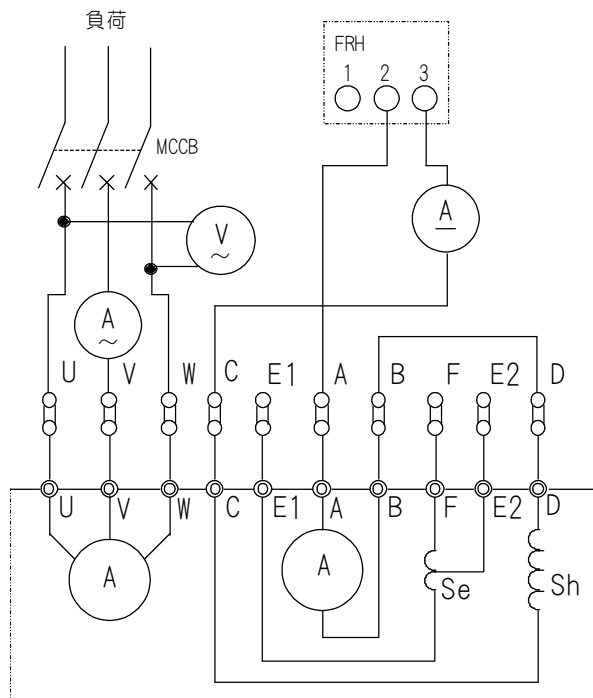 負荷
FRH
1 2 3
MCCB
A
V
A
U V W C E1 A B F E2 D
U V W C E1 A B F E2 D
A
A
Se
Sh